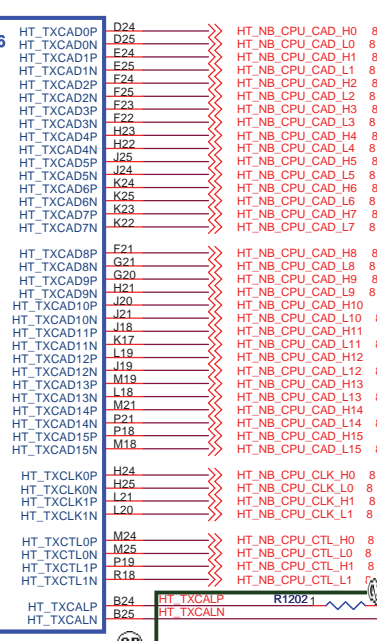 6
HT_TXCAD0P D24 HT_NB_CPU_CAD_H0 8
HT_TXCAD0N D25 HT_NB_CPU_CAD_L0 8
HT_TXCAD1P E24 HT_NB_CPU_CAD_H1 8
HT_TXCAD1N E25 HT_NB_CPU_CAD_L1 8
HT_TXCAD2P F24 HT_NB_CPU_CAD_H2 8
HT_TXCAD2N F25 HT_NB_CPU_CAD_L2 8
HT_TXCAD3P F23 HT_NB_CPU_CAD_H3 8
HT_TXCAD3N F22 HT_NB_CPU_CAD_L3 8
HT_TXCAD4P H23 HT_NB_CPU_CAD_H4 8
HT_TXCAD4N H22 HT_NB_CPU_CAD_L4 8
HT_TXCAD5P J25 HT_NB_CPU_CAD_H5 8
HT_TXCAD5N J24 HT_NB_CPU_CAD_L5 8
HT_TXCAD6P K24 HT_NB_CPU_CAD_H6 8
HT_TXCAD6N K25 HT_NB_CPU_CAD_L6 8
HT_TXCAD7P K23 HT_NB_CPU_CAD_H7 8
HT_TXCAD7N K22 HT_NB_CPU_CAD_L7 8
HT_TXCAD8P F21 HT_NB_CPU_CAD_H8 8
HT_TXCAD8N G21 HT_NB_CPU_CAD_L8 8
HT_TXCAD9P G20 HT_NB_CPU_CAD_H9 8
HT_TXCAD9N H21 HT_NB_CPU_CAD_L9 8
HT_TXCAD10P J20 HT_NB_CPU_CAD_H10
HT_TXCAD10N J21 HT_NB_CPU_CAD_L10 8
HT_TXCAD11P J18 HT_NB_CPU_CAD_H11
HT_TXCAD11N K17 HT_NB_CPU_CAD_L11 8
HT_TXCAD12P L19 HT_NB_CPU_CAD_H12
HT_TXCAD12N J19 HT_NB_CPU_CAD_L12 8
HT_TXCAD13P M19 HT_NB_CPU_CAD_H13
HT_TXCAD13N L18 HT_NB_CPU_CAD_L13 8
HT_TXCAD14P M21 HT_NB_CPU_CAD_H14
HT_TXCAD14N P21 HT_NB_CPU_CAD_L14 8
HT_TXCAD15P P18 HT_NB_CPU_CAD_H15
HT_TXCAD15N M18 HT_NB_CPU_CAD_L15 8
HT_TXCLK0P H24 HT_NB_CPU_CLK_H0 8
HT_TXCLK0N H25 HT_NB_CPU_CLK_L0 8
HT_TXCLK1P L21 HT_NB_CPU_CLK_H1 8
HT_TXCLK1N L20 HT_NB_CPU_CLK_L1 8
HT_TXCTL0P M24 HT_NB_CPU_CTL_H0 8
HT_TXCTL0N M25 HT_NB_CPU_CTL_L0 8
HT_TXCTL1P P19 HT_NB_CPU_CTL_H1 8
HT_TXCTL1N R18 HT_NB_CPU_CTL_L1
HT_TXCALP B24 HT_TXCALP R1202 1
HT_TXCALN B25 HT_TXCALN